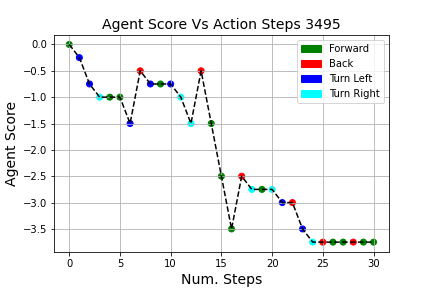 Agent Score Vs Action Steps 3495
Forward
Back
Turn Left
Turn Right
0.0
−0.5
−1.0
−1.5
−2.0
−2.5
−3.0
−3.5
Agent Score
0 5 10 15 20 25 30
Num. Steps